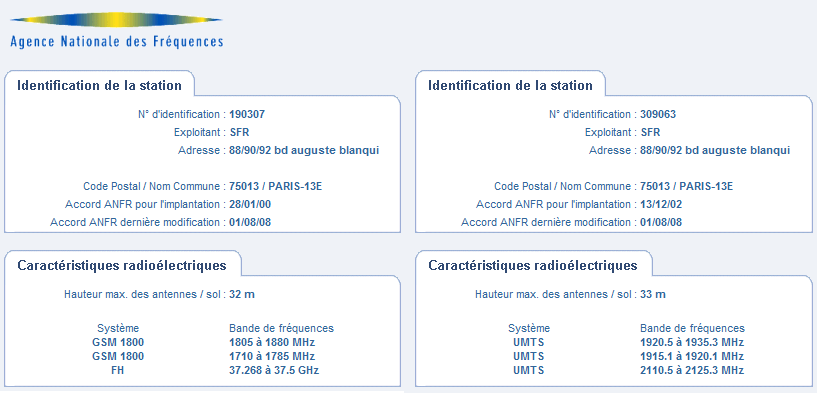 Agence Nationale des Fréquences
Identification de la station
N° d'identification : 190307
Exploitant : SFR
Adresse : 88/90/92 bd auguste blanqui
Code Postal / Nom Commune : 75013 / PARIS-13E
Accord ANFR pour l'implantation : 28/01/00
Accord ANFR dernière modification : 01/08/08
Caractéristiques radioélectriques
Hauteur max. des antennes / sol : 32 m
Système Bande de fréquences
GSM 1800 1805 à 1880 MHz
GSM 1800 1710 à 1785 MHz
FH 37.268 à 37.5 GHz
Identification de la station
N° d'identification : 309063
Exploitant : SFR
Adresse : 88/90/92 bd auguste blanqui
Code Postal / Nom Commune : 75013 / PARIS-13E
Accord ANFR pour l'implantation : 13/12/02
Accord ANFR dernière modification : 01/08/08
Caractéristiques radioélectriques
Hauteur max. des antennes / sol : 33 m
Système Bande de fréquences
UMTS 1920.5 à 1935.3 MHz
UMTS 1915.1 à 1920.1 MHz
UMTS 2110.5 à 2125.3 MHz